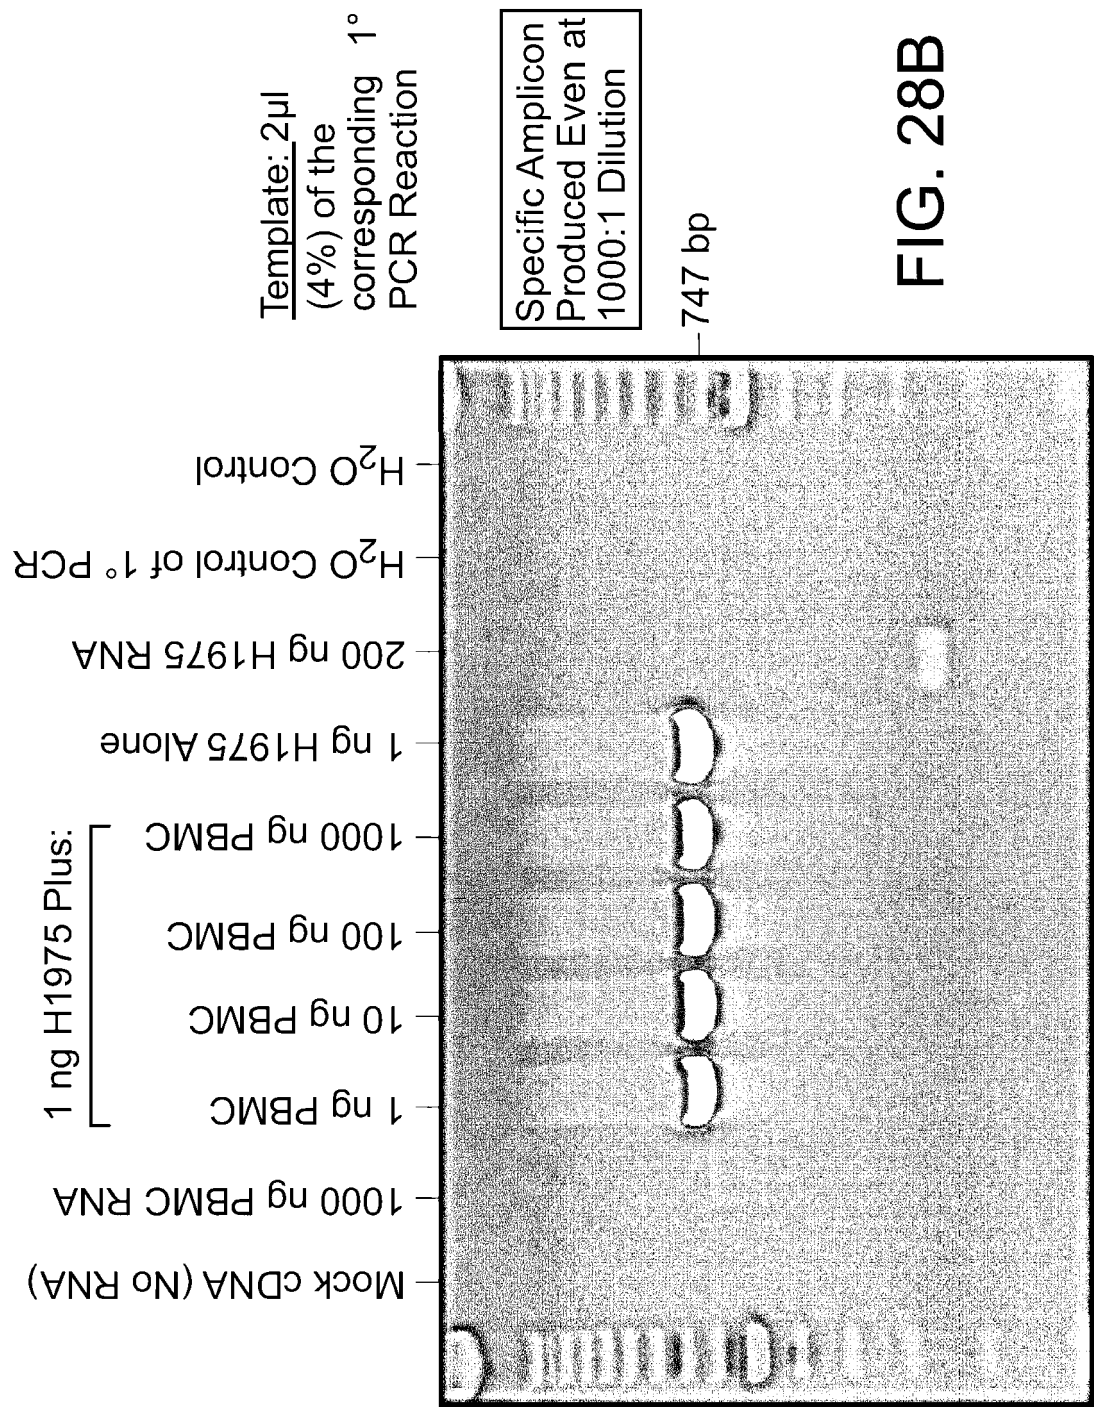 1 ng H1975 Plus:
Mock cDNA (No RNA)
1000 ng PBMC RNA
1 ng PBMC
10 ng PBMC
100 ng PBMC
1000 ng PBMC
1 ng H1975 Alone
200 ng H1975 RNA
H₂O Control of 1° PCR
H₂O Control
Template: 2µl
(4%) of the
corresponding 1°
PCR Reaction
Specific Amplicon
Produced Even at
1000:1 Dilution
747 bp
FIG. 28B